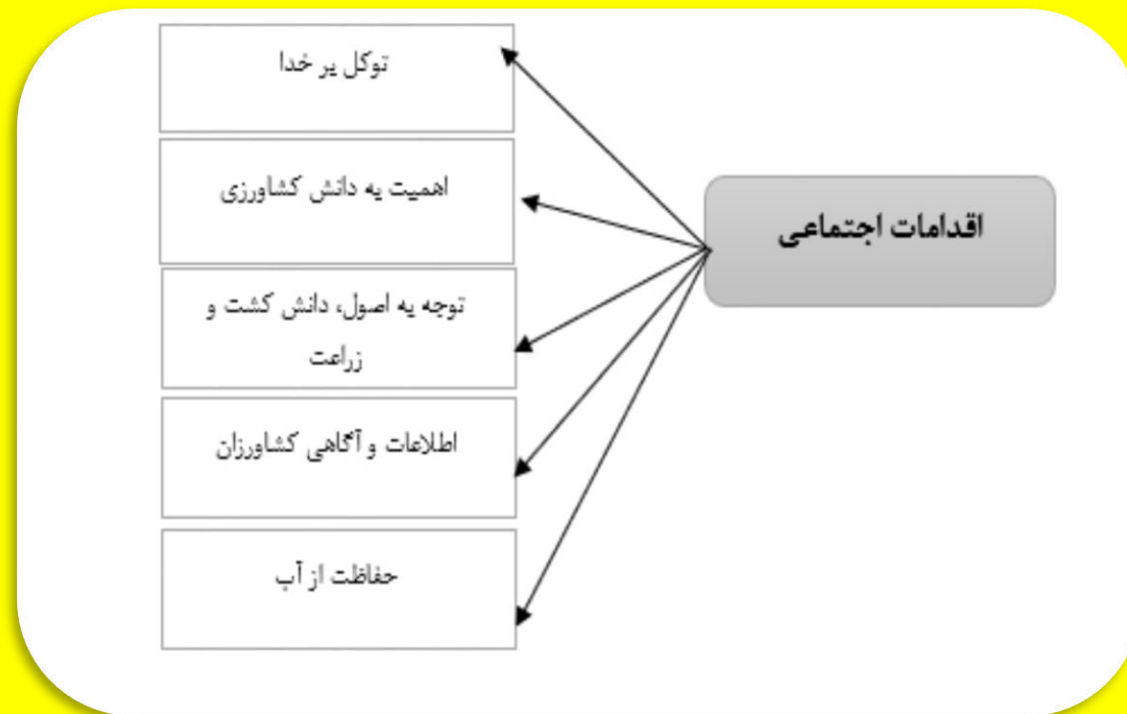 اقدامات اجتماعی
توکل یر خدا
اهمیت یه دانش کشاورزی
توجه یه اصول، دانش کشت و
زراعت
اطلاعات و آگاهی کشاورزان
حفاظت از آب